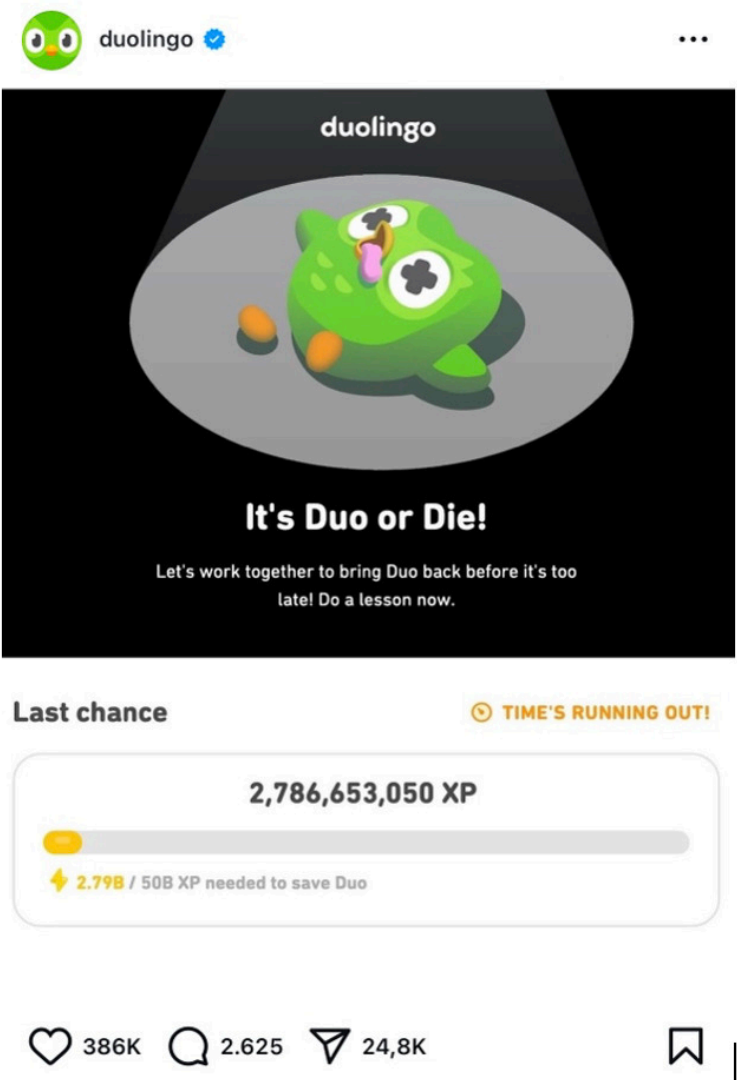 duolingo
duolingo
It's Duo or Die!
Let's work together to bring Duo back before it's too
late! Do a lesson now.
Last chance
TIME'S RUNNING OUT!
2,786,653,050 XP
2.79B / 50B XP needed to save Duo
386K 2.625 24,8K